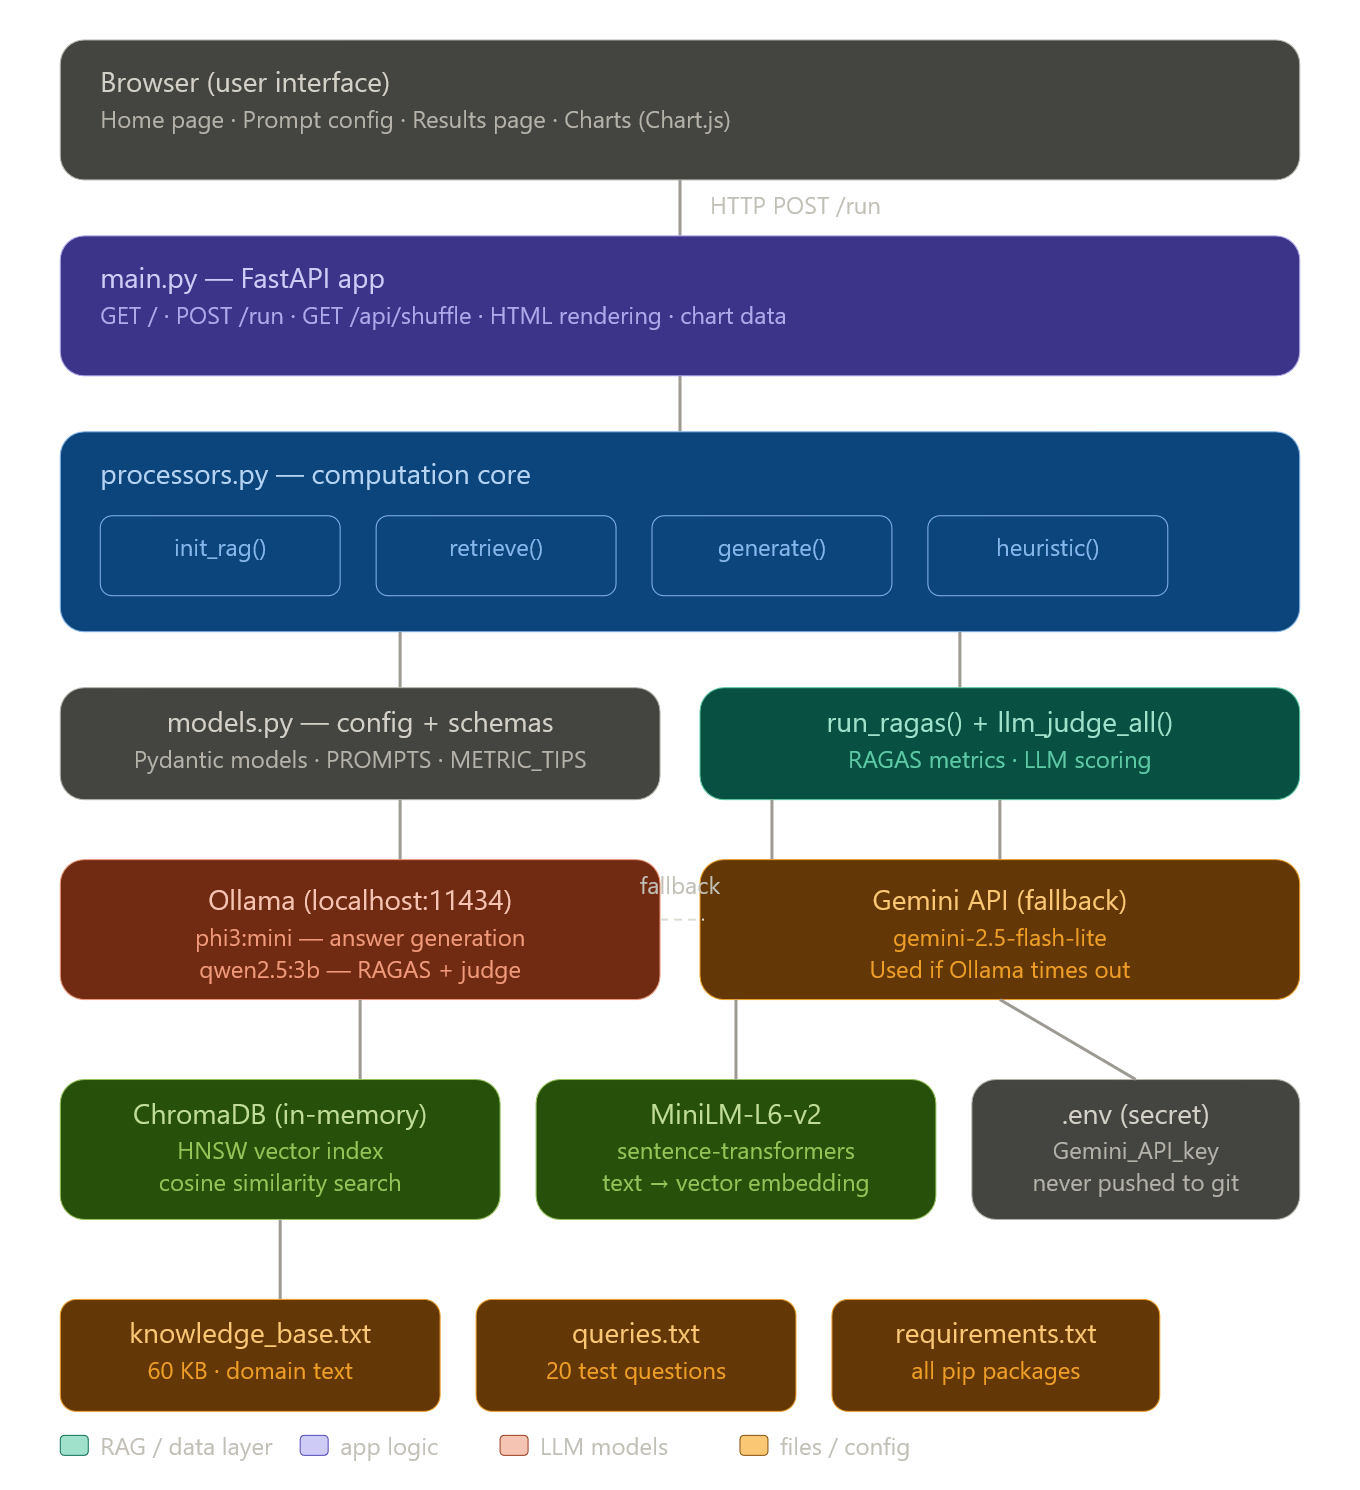 Browser (user interface)
Home page · Prompt config · Results page · Charts (Chart.js)
HTTP POST /run
main.py — FastAPI app
GET / · POST /run · GET /api/shuffle · HTML rendering · chart data
processors.py — computation core
init_rag()
retrieve()
generate()
heuristic()
models.py — config + schemas
Pydantic models · PROMPTS · METRIC_TIPS
run_ragas() + llm_judge_all()
RAGAS metrics · LLM scoring
Ollama (localhost:11434)
phi3:mini — answer generation
qwen2.5:3b — RAGAS + judge
fallback
Gemini API (fallback)
gemini-2.5-flash-lite
Used if Ollama times out
ChromaDB (in-memory)
HNSW vector index
cosine similarity search
MiniLM-L6-v2
sentence-transformers
text → vector embedding
.env (secret)
Gemini_API_key
never pushed to git
knowledge_base.txt
60 KB · domain text
queries.txt
20 test questions
requirements.txt
all pip packages
RAG / data layer
app logic
LLM models
files / config